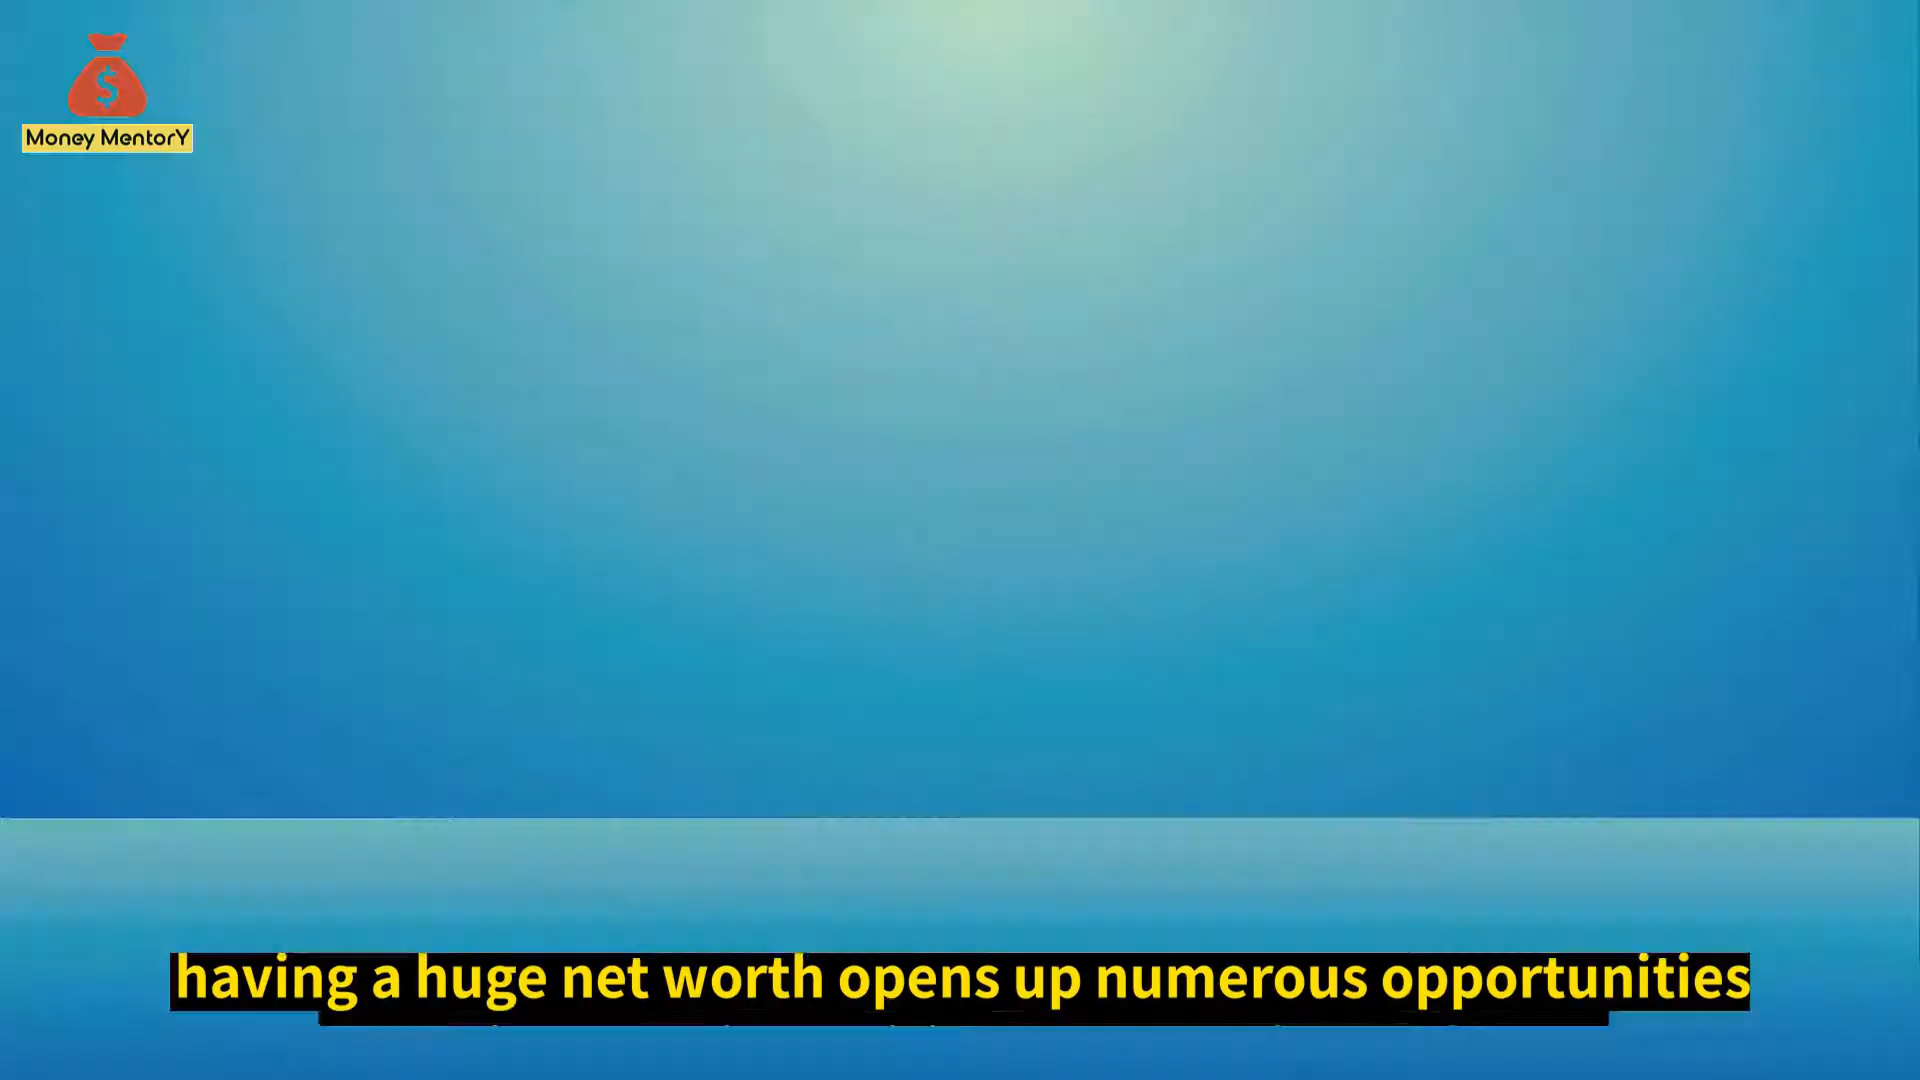 $
Money MentorY
having a huge net worth opens up numerous opportunities